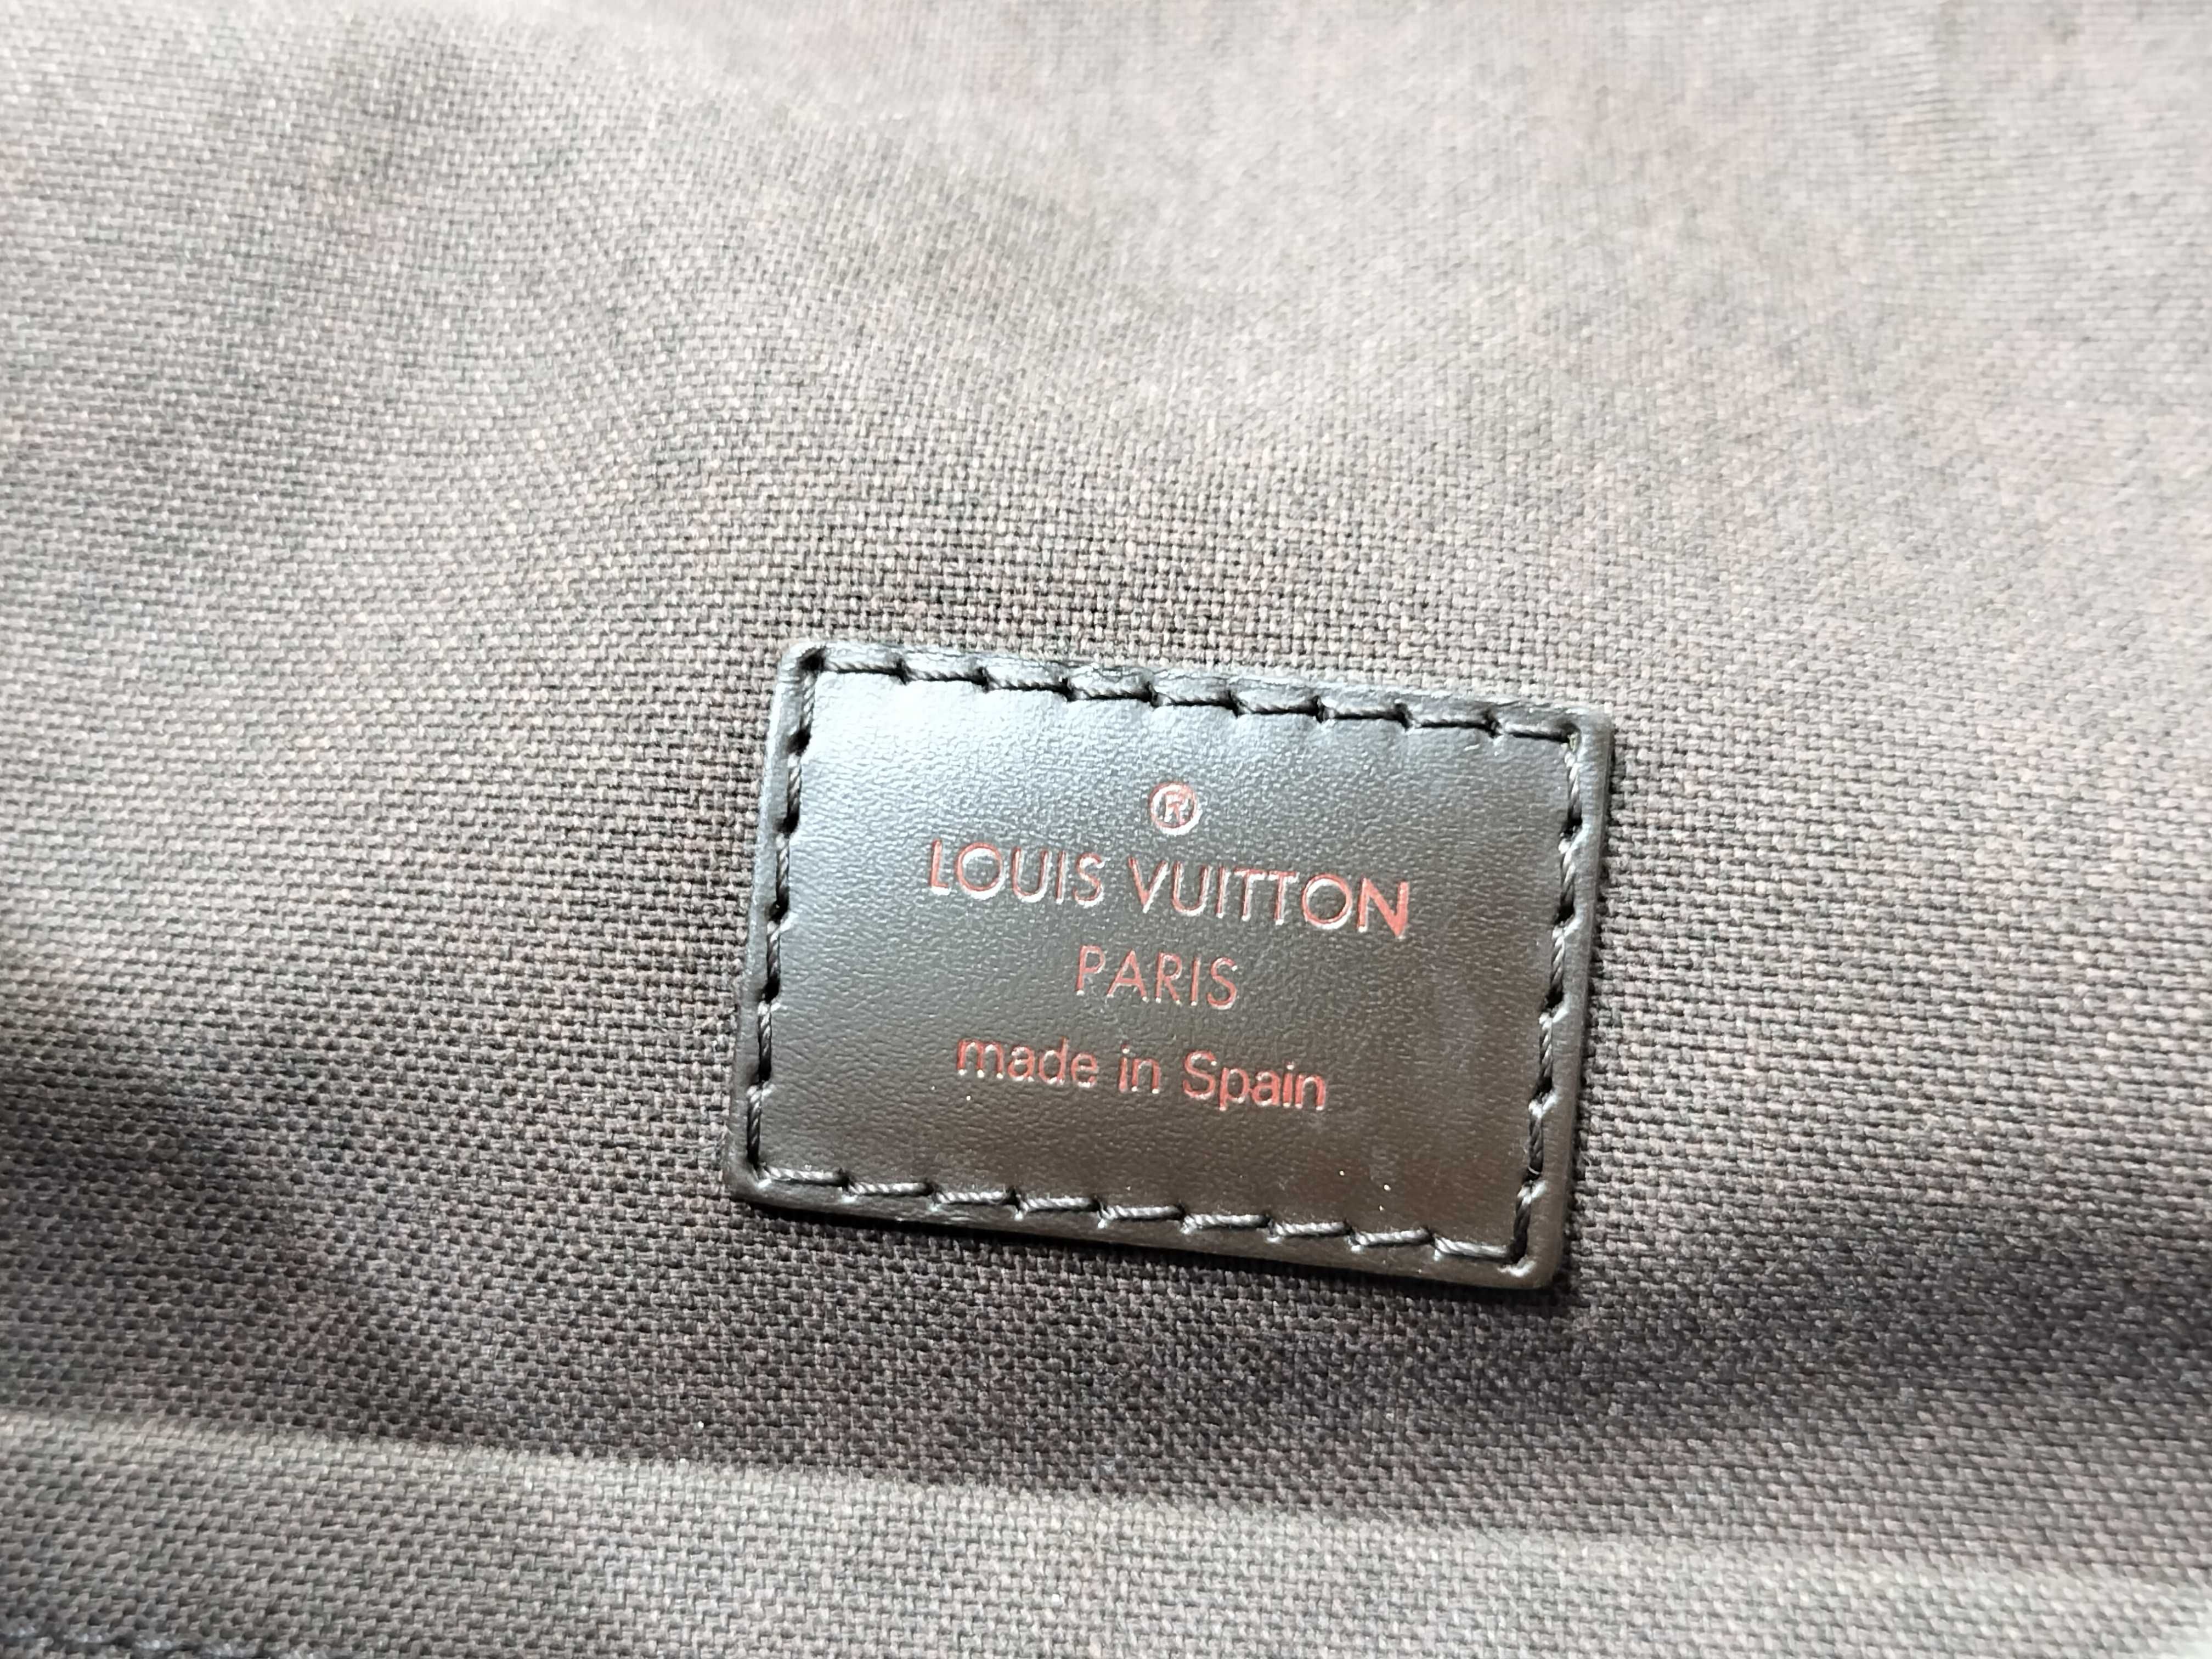 ®
LOUIS VUITTON
PARIS
made in Spain